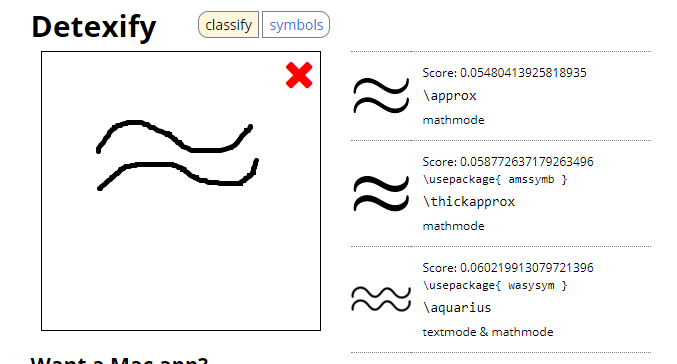 Detexify
classify
symbols
Score: 0.05480413925818935
\approx
mathmode
Score: 0.058772637179263496
\usepackage{ amssymb }
\thickapprox
mathmode
Score: 0.060219913079721396
\usepackage{ wasysym }
\aquarius
textmode & mathmode
Want a Mac app?